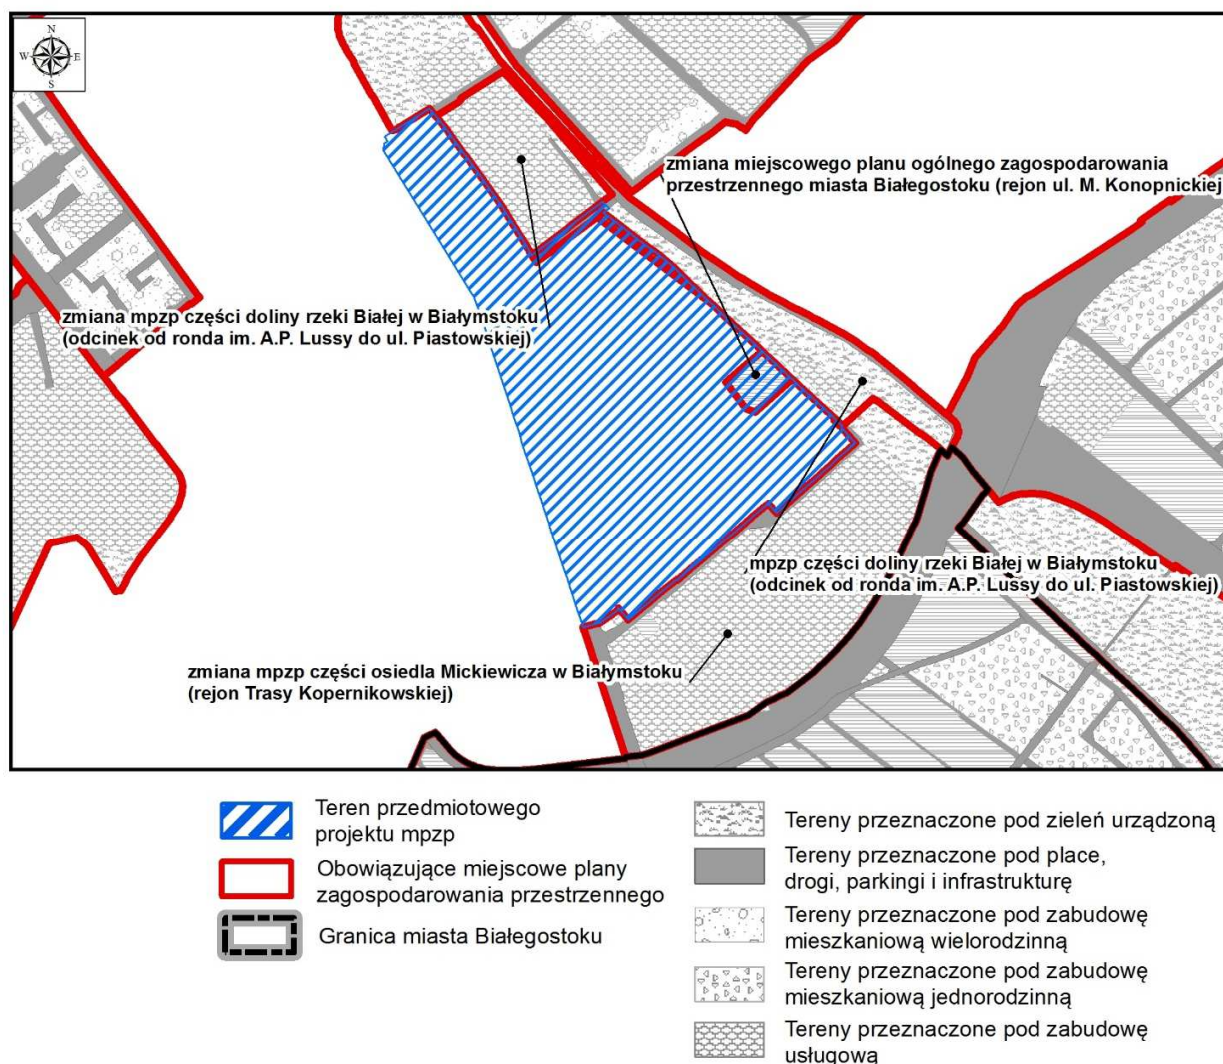 N
W E
S
zmiana miejscowego planu ogólnego zagospodarowania
przestrzennego miasta Białegostoku (rejon ul. M. Konopnickiej
zmiana mpzp części doliny rzeki Białej w Białymstoku
(odcinek od ronda im. A.P. Lussy do ul. Piastowskiej)
mpzp części doliny rzeki Białej w Białymstoku
(odcinek od ronda im. A.P. Lussy do ul. Piastowskiej)
zmiana mpzp części osiedla Mickiewicza w Białymstoku
(rejon Trasy Kopernikowskiej)
Teren przedmiotowego
projektu mpzp
Obowiązujące miejscowe plany
zagospodarowania przestrzennego
Granica miasta Białegostoku
Tereny przeznaczone pod zieleń urządzoną
Tereny przeznaczone pod place,
drogi, parkingi i infrastrukturę
Tereny przeznaczone pod zabudowę
mieszkaniową wielorodzinną
Tereny przeznaczone pod zabudowę
mieszkaniową jednorodzinną
Tereny przeznaczone pod zabudowę
usługową